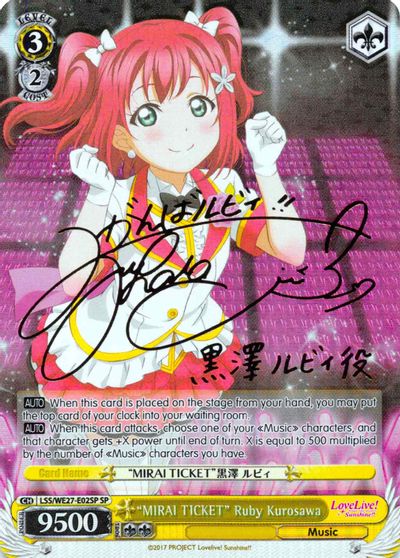 LEVEL
3
2
COST
がんばルビィ!!
黒澤ルビィ役
AUTO When this card is placed on the stage from your hand, you may put
the top card of your clock into your waiting room.
AUTO When this card attacks, choose one of your «Music» characters, and
that character gets +X power until end of turn. X is equal to 500 multiplied
by the number of «Music» characters you have.
Card Name
"MIRAI TICKET"黒澤 ルビィ
CH LSS/WE27-E02SP SP
"MIRAI TICKET" Ruby Kurosawa
POWER
9500
SOUL
LoveLive!
Sunshine!!
Music
©2017 PROJECT Lovelive! Sunshine!!